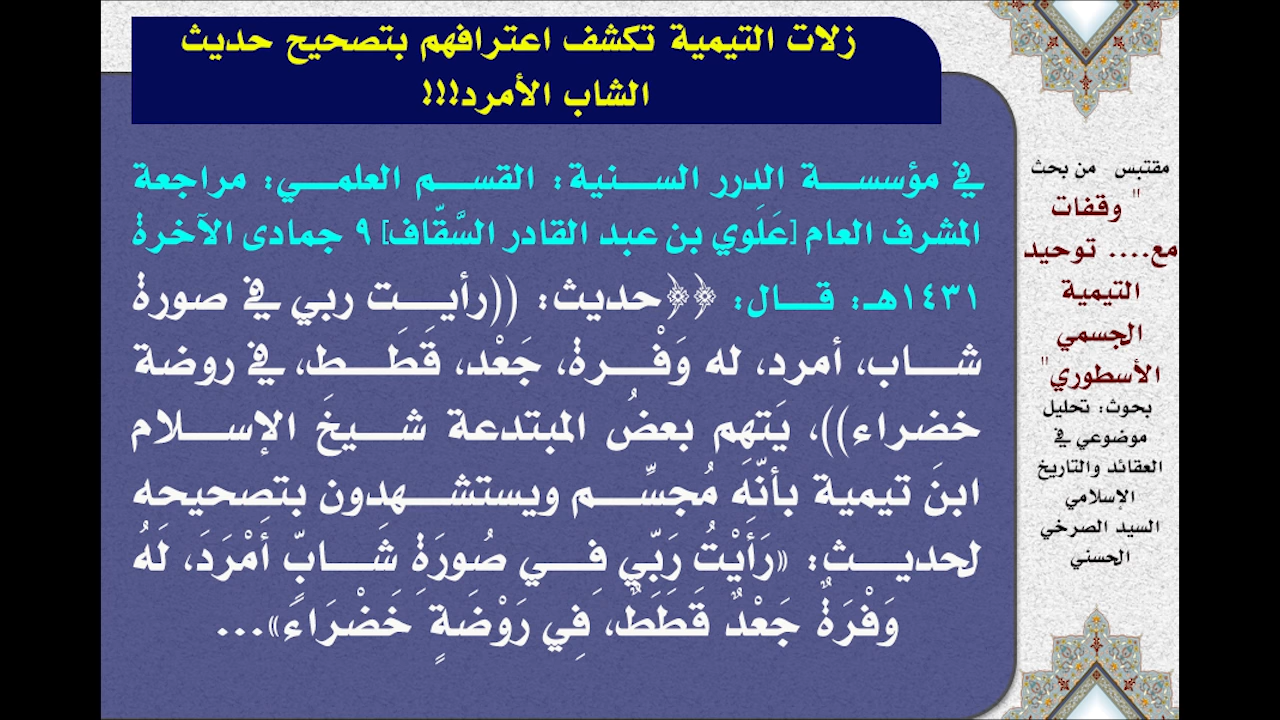 زلات التيمية تكشف اعترافهم بتصحيح حديث
الشاب الأمرد!!!
في مؤسسة الدرر السنية: القسم العلمي: مراجعة
المشرف العام [عَلَوي بن عبد القادر السَّقّاف] ٩ جمادى الآخرة
١٤٣١هـ: قال: ((حديث: ((رأيت ربي في صورة
شاب، أمرد، له وَفْرة، جَعْد، قَطَط، في روضة
خضراء))، يَتهم بعضُ المبتدعة شيخَ الإسلام
ابنَ تيمية بأنّه مُجسِّم ويستشهدون بتصحيحه
لحديث: «رَأَيْتُ رَبّي فِي صُورَةِ شَابٍّ أَمْرَدَ، لَهُ
وَفْرَةٌ جَعْدٌ قَطَطٌ، فِي رَوْضَةٍ خَضْرَاءَ»...
مقتبس من بحث
" وقفات
مع.... توحيد
التيمية
الجسمي
الأسطوري"
بحوث: تحليل
موضوعي في
العقائد والتاريخ
الإسلامي
السيد الصرخي
الحسني